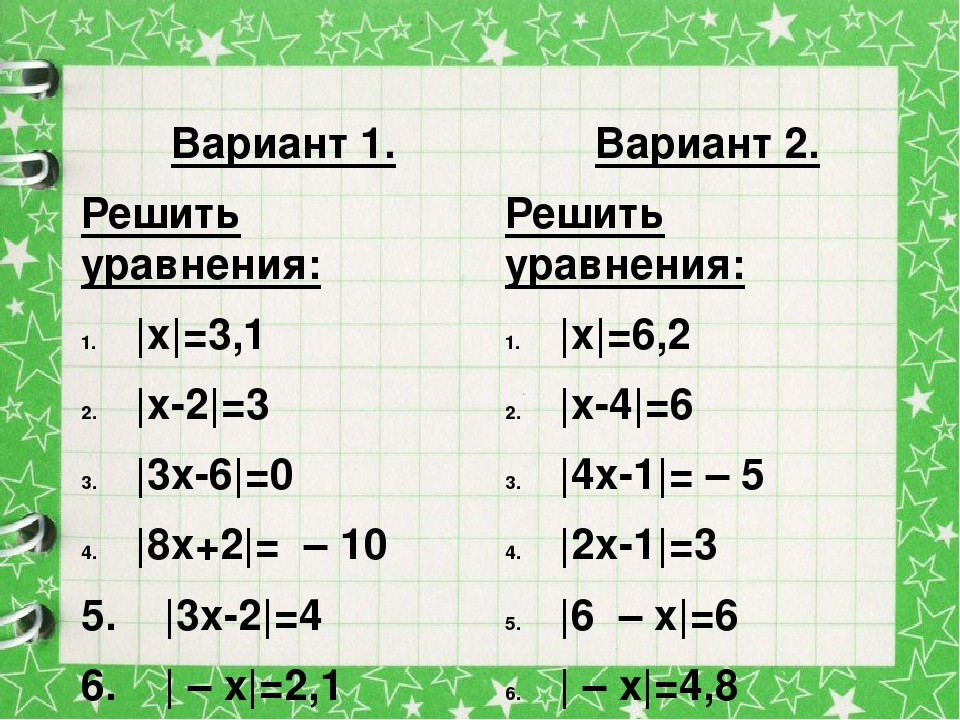 Вариант 1.
Решить
уравнения:
1. |x|=3,1
2. |x-2|=3
3. |3x-6|=0
4. |8x+2|= – 10
5. |3x-2|=4
6. | – x|=2,1
Вариант 2.
Решить
уравнения:
1. |x|=6,2
2. |x-4|=6
3. |4x-1|= – 5
4. |2x-1|=3
5. |6 – x|=6
6. | – x|=4,8